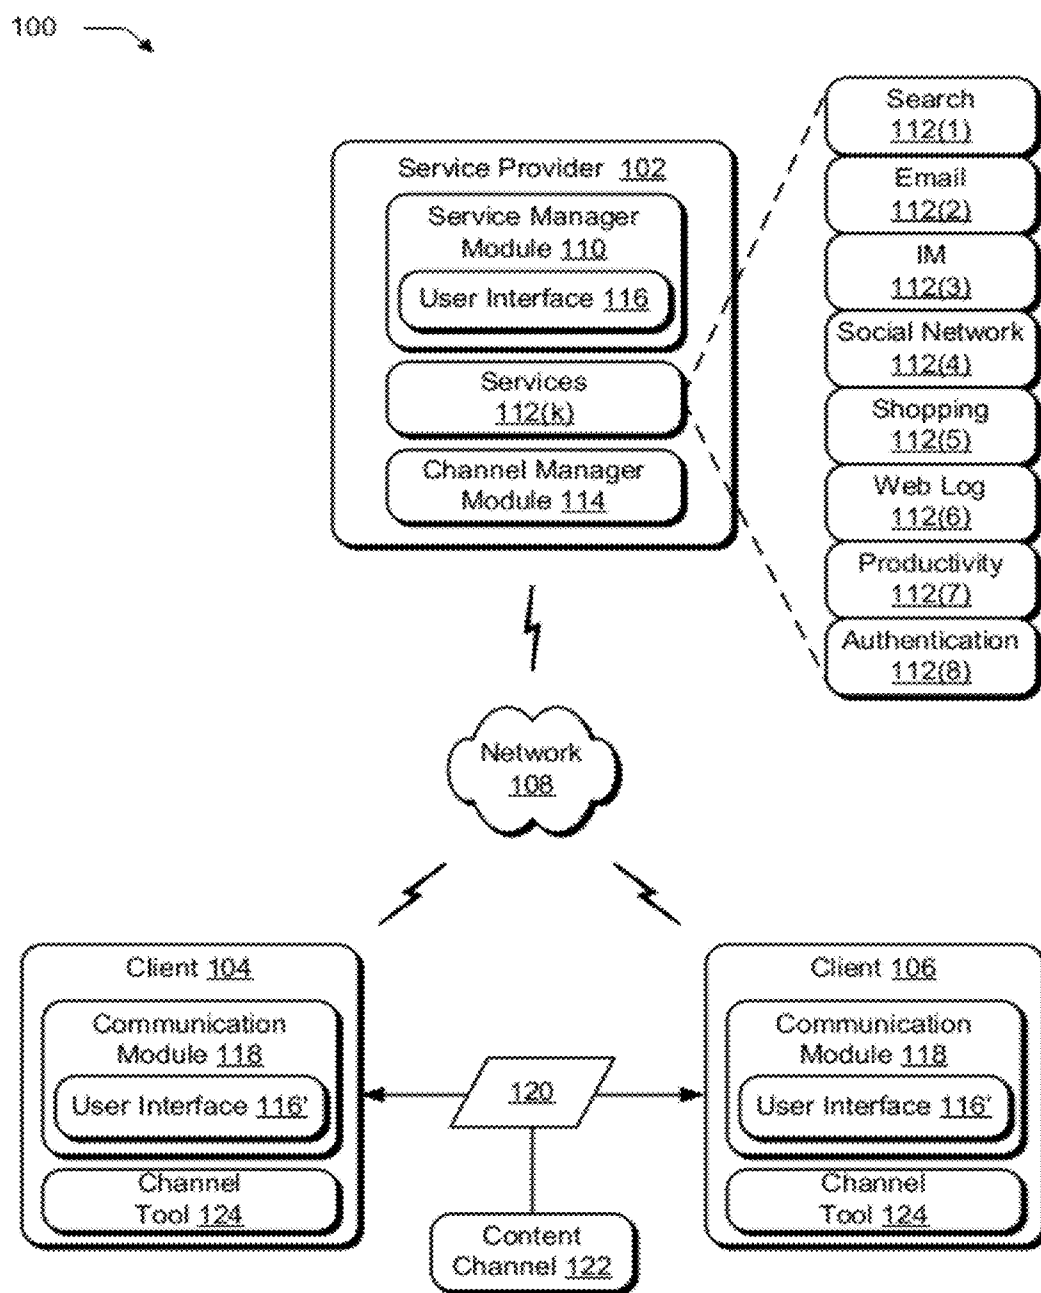 100
Service Provider 102
Service Manager
Module 110
User Interface 116
Services
112(k)
Channel Manager
Module 114
Search
112(1)
Email
112(2)
IM
112(3)
Social Network
112(4)
Shopping
112(5)
Web Log
112(6)
Productivity
112(7)
Authentication
112(8)
Network
108
Client 104
Communication
Module 118
User Interface 116'
Channel
Tool 124
120
Content
Channel 122
Client 106
Communication
Module 118
User Interface 116'
Channel
Tool 124